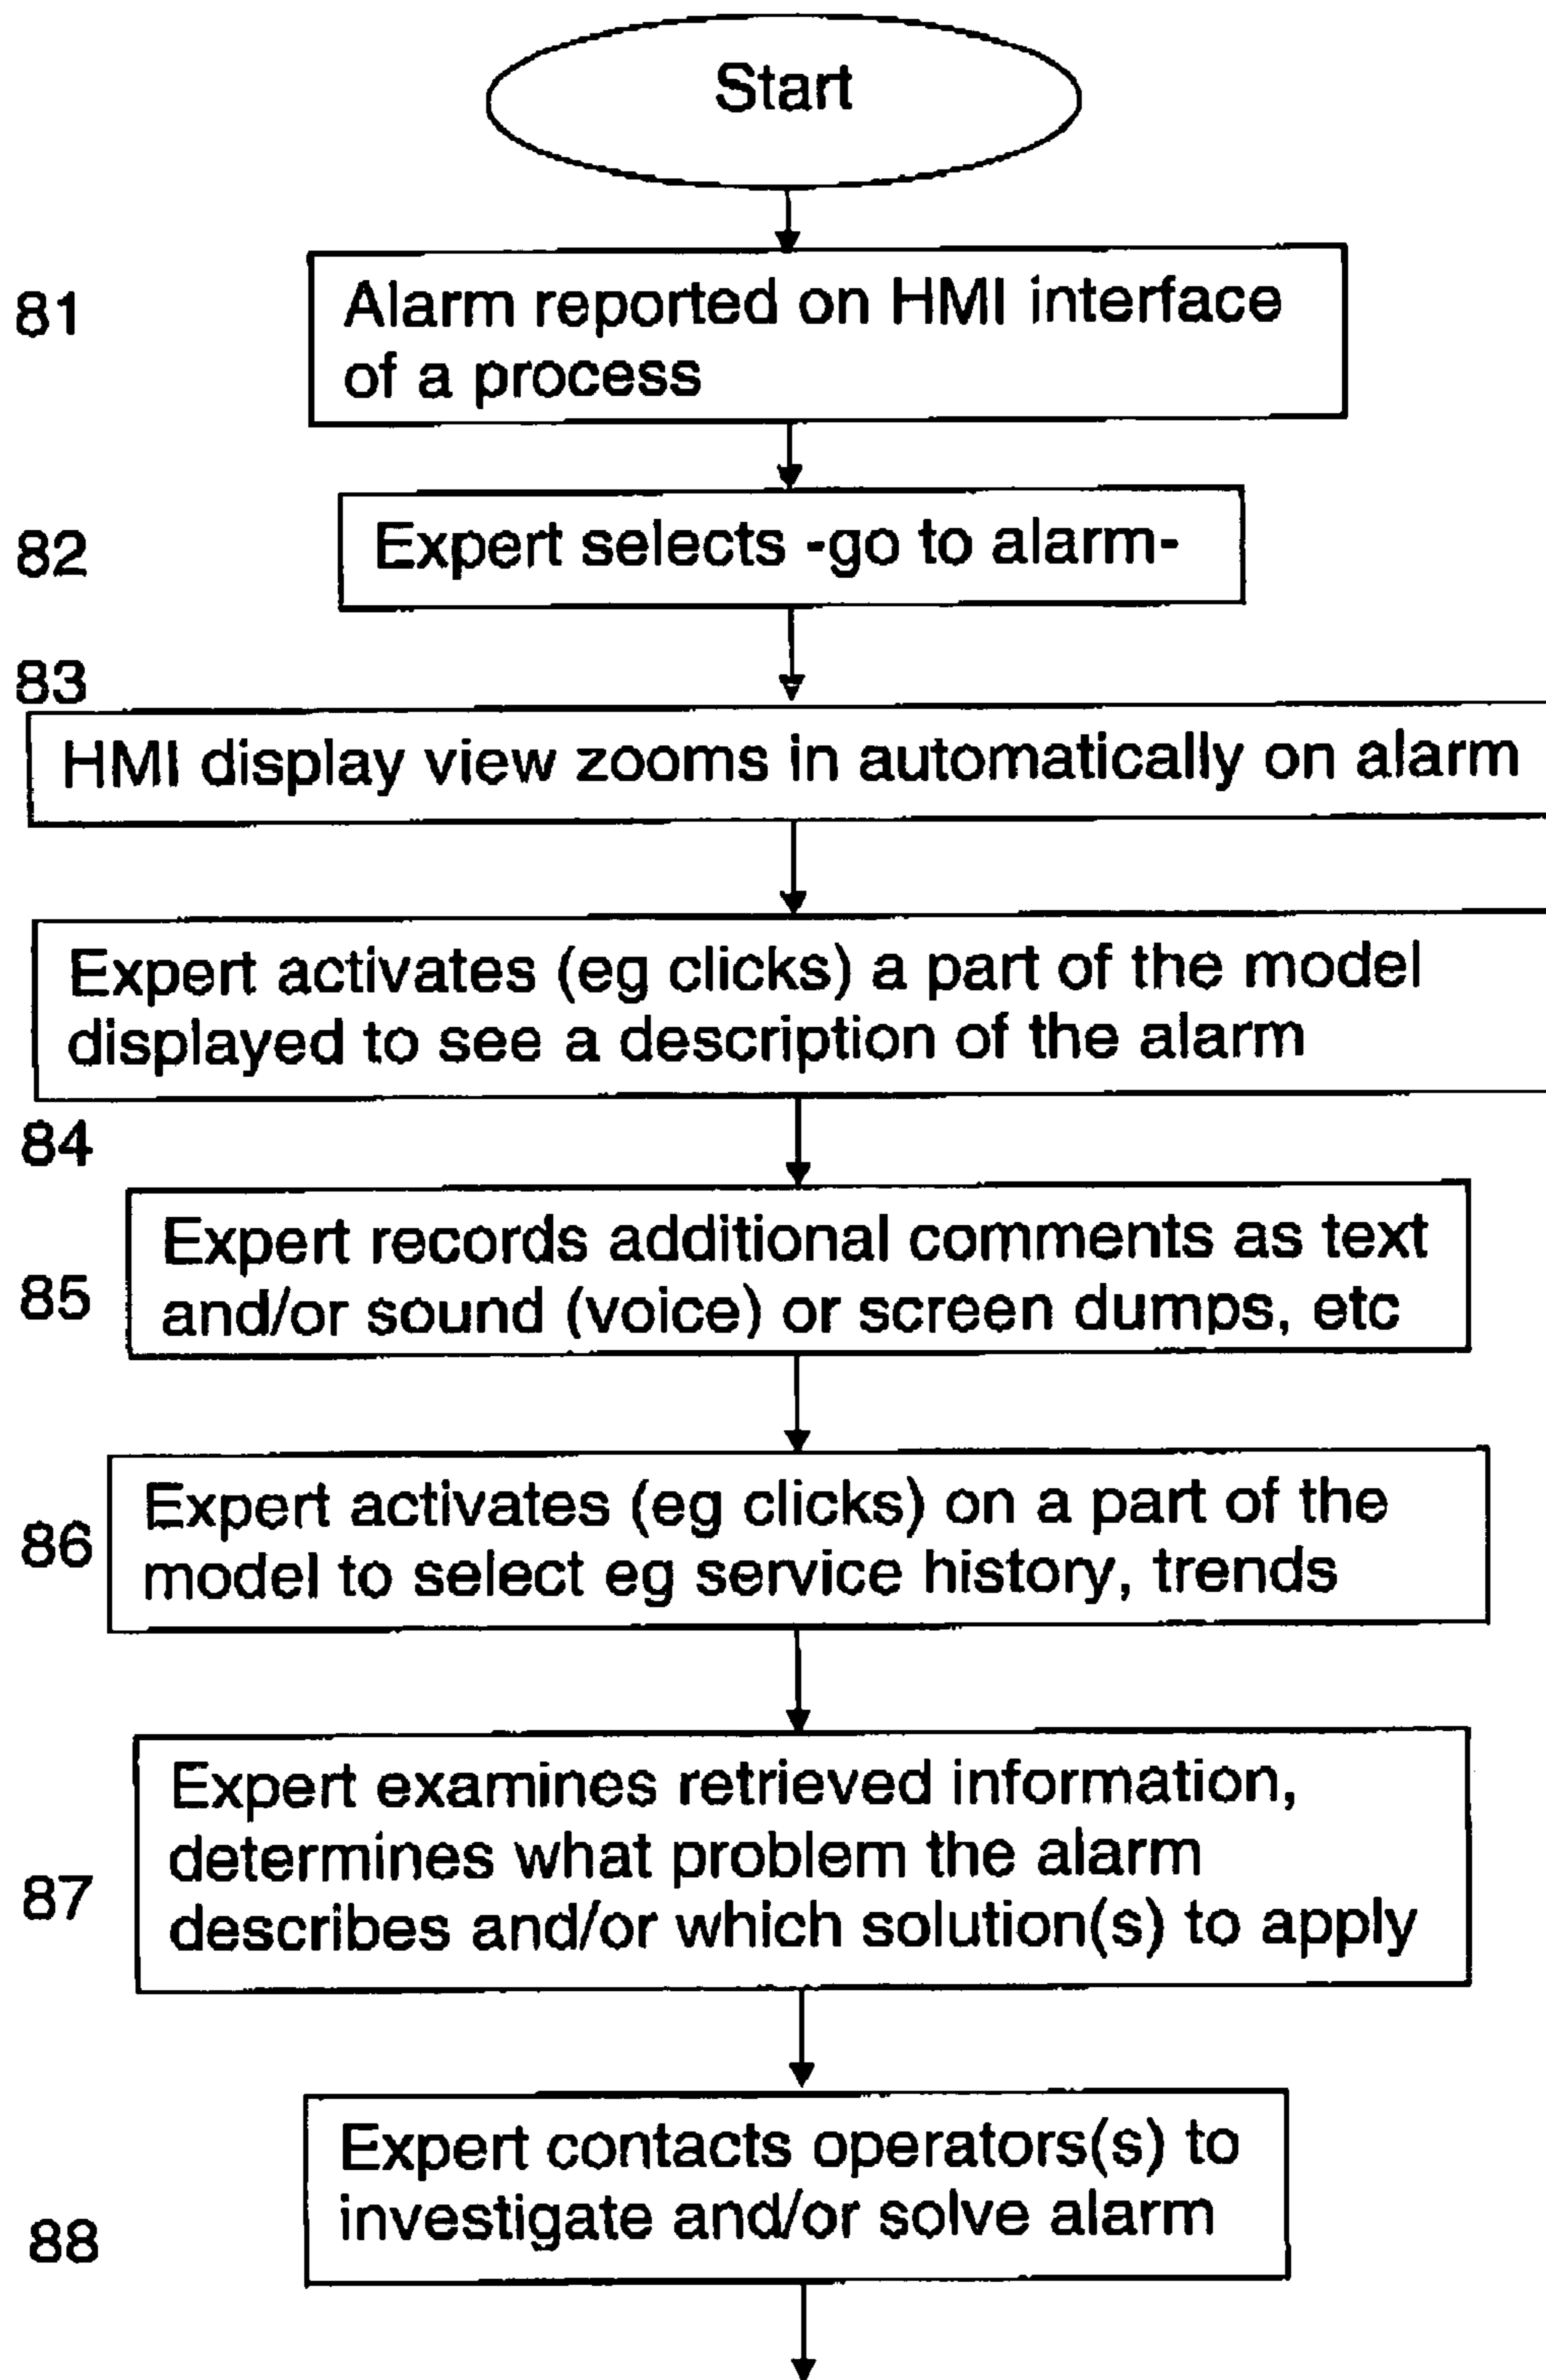 Start
81
Alarm reported on HMI interface
of a process
82
Expert selects -go to alarm-
83
HMI display view zooms in automatically on alarm
Expert activates (eg clicks) a part of the model
displayed to see a description of the alarm
84
Expert records additional comments as text
85
and/or sound (voice) or screen dumps, etc
Expert activates (eg clicks) on a part of the
86
model to select eg service history, trends
Expert examines retrieved information,
determines what problem the alarm
87
describes and/or which solution(s) to apply
Expert contacts operators(s) to
investigate and/or solve alarm
88